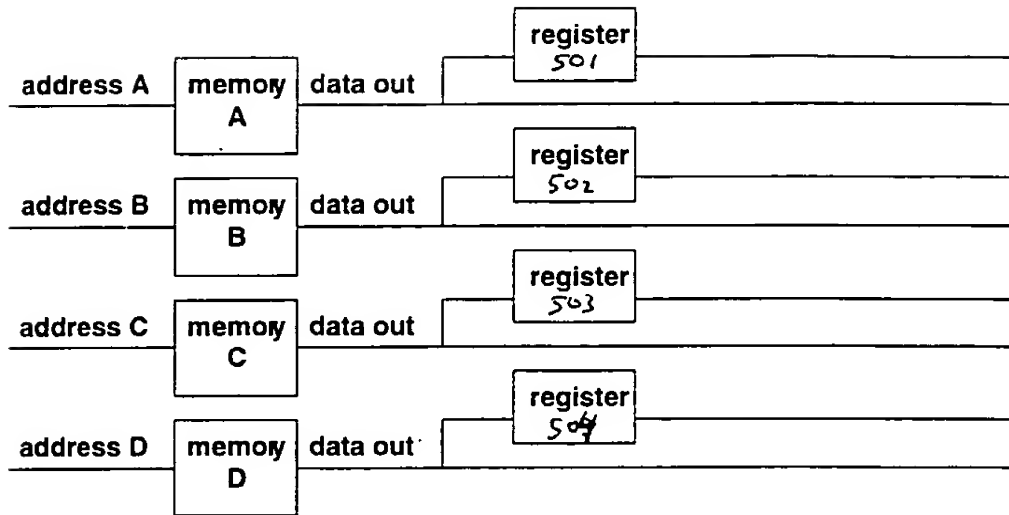 register
501
address A
memory
A
data out
register
502
address B
memory
B
data out
register
503
address C
memory
C
data out
register
504
address D
memory
D
data out